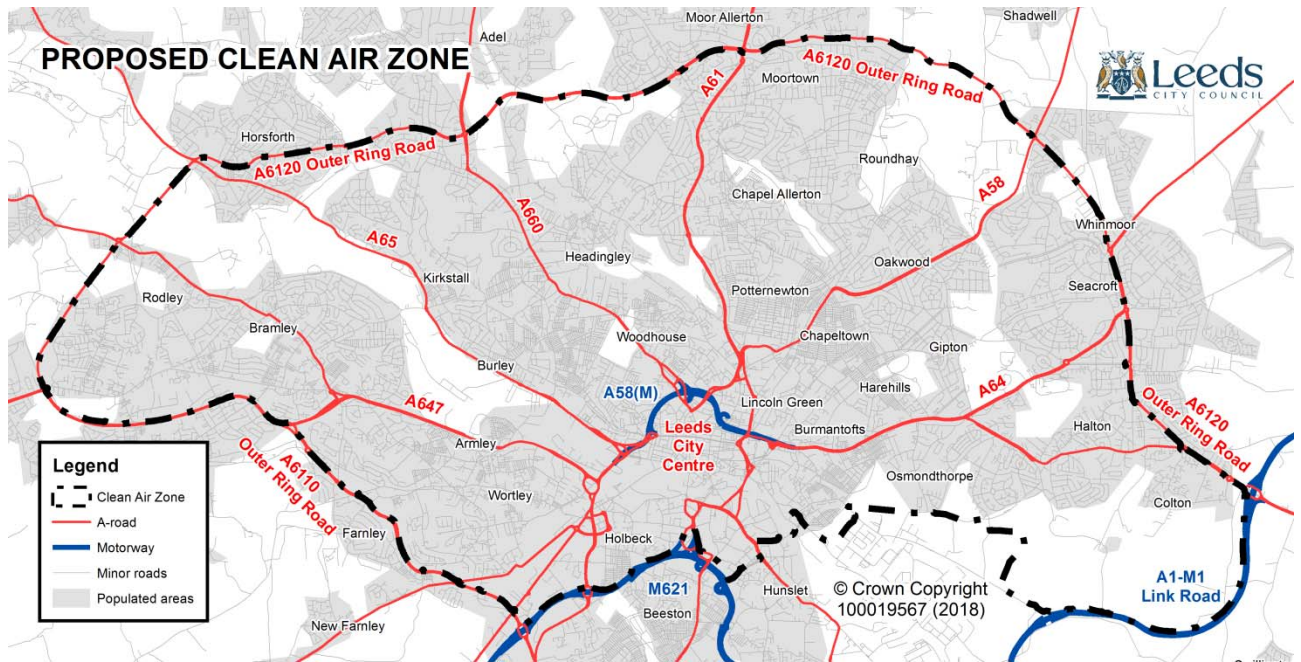 PROPOSED CLEAN AIR ZONE
Adel
Moor Allerton
Shadwell
Leeds
CITY COUNCIL
A6120 Outer Ring Road
Moortown
A61
Horsforth
A6120 Outer Ring Road
Roundhay
Chapel Allerton
A58
A660
Whinmoor
A65
Headingley
Oakwood
Kirkstall
Seacroft
Potternewton
Rodley
Bramley
Woodhouse
Chapeltown
Gipton
Burley
A64
Harehills
A58(M)
Lincoln Green
A647
Burmantofts
Leeds
City
Centre
A6120
Outer Ring Road
Halton
Armley
Osmondthorpe
Wortley
Colton
A6110
Outer Ring Road
Farnley
Holbeck
M621
Hunslet
Beeston
New Farnley
© Crown Copyright
100019567 (2018)
A1-M1
Link Road
Legend
Clean Air Zone
A-road
Motorway
Minor roads
Populated areas